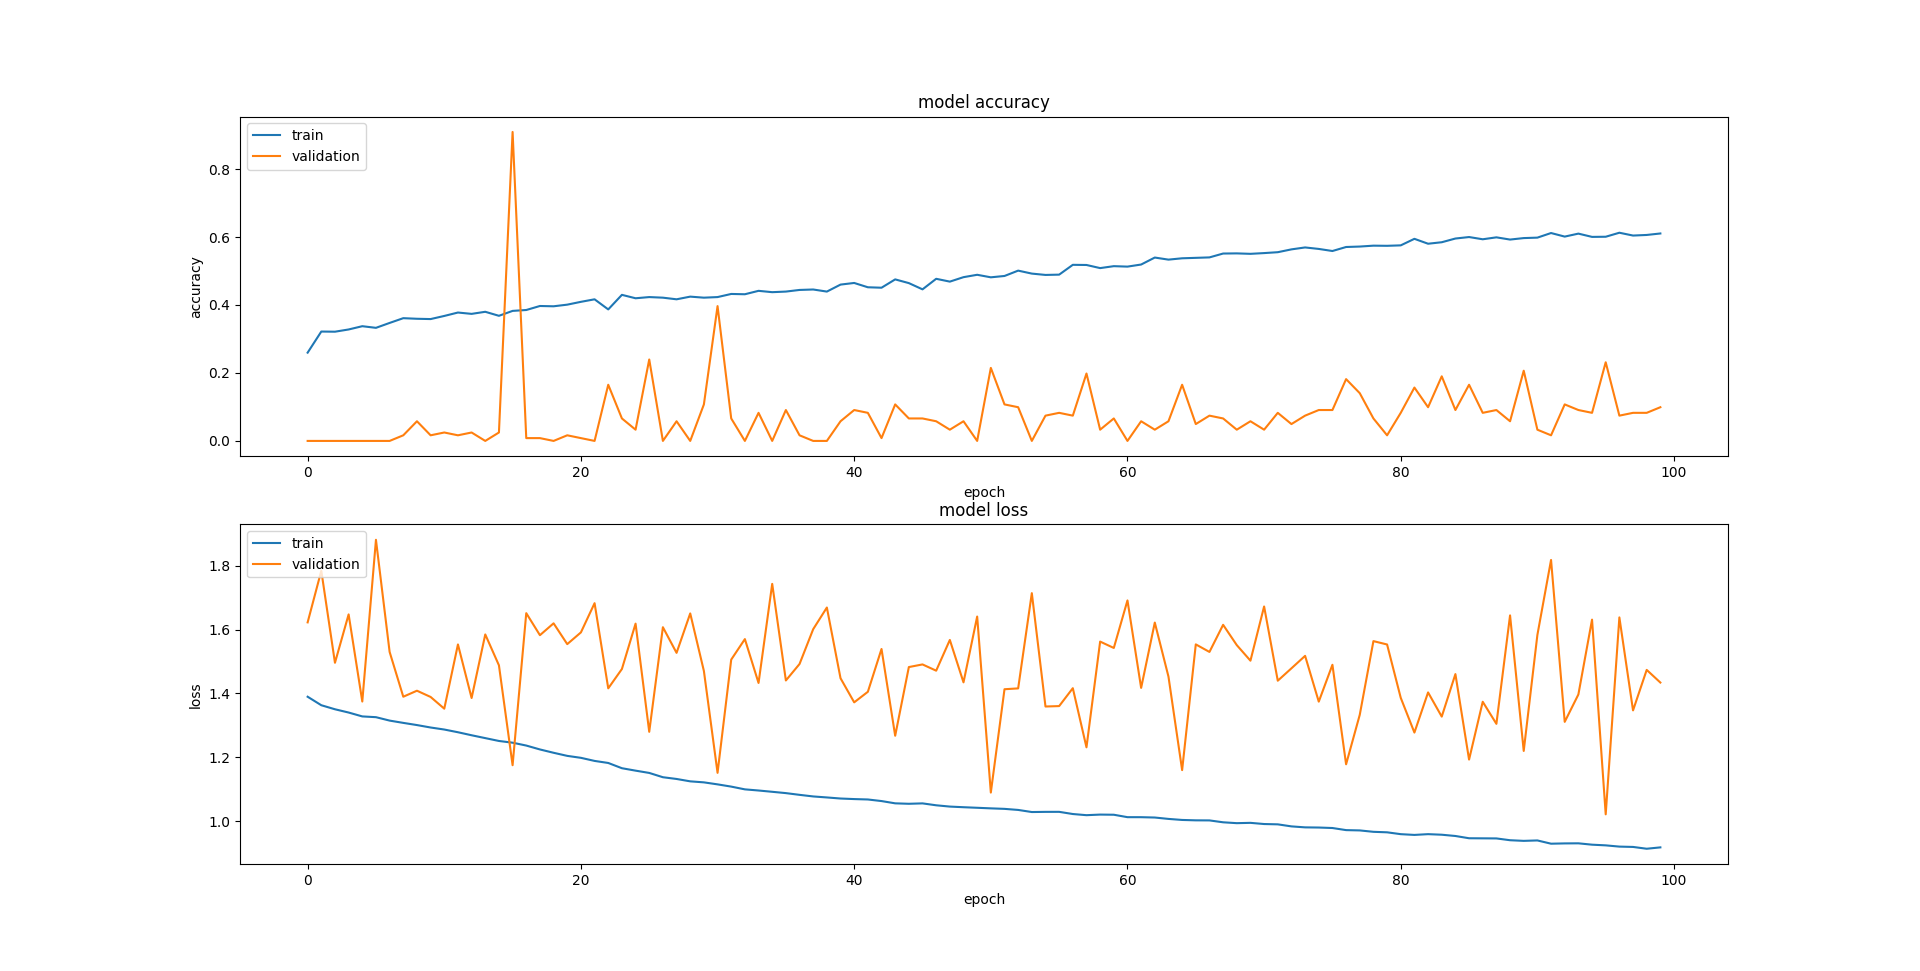 model accuracy
train
validation
0.8
0.6
0.4
0.2
0.0
accuracy
0 20 40 60 80 100
epoch
model loss
train
validation
1.8
1.6
1.4
1.2
1.0
loss
0 20 40 60 80 100
epoch